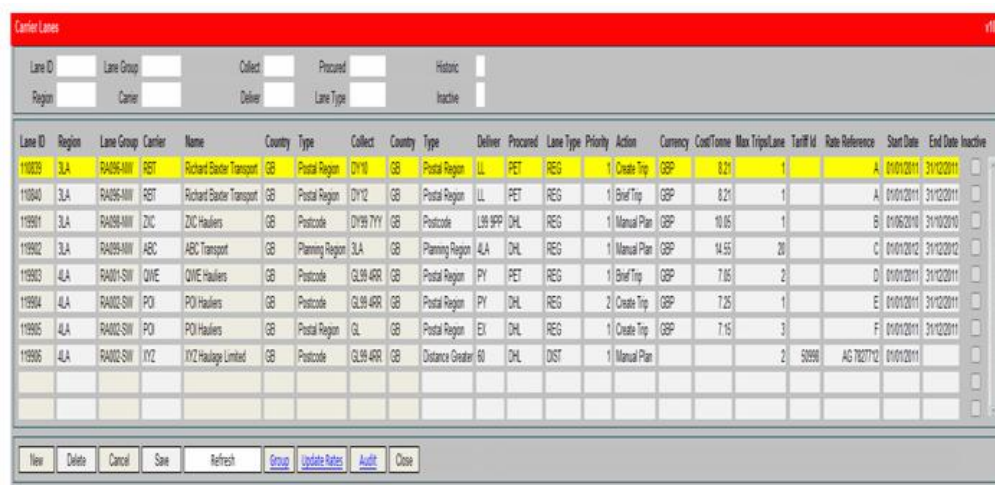 Carrier Lanes v10
Lane ID Lane Group Collect Procured Historic
Region Carrier Deliver Lane Type Inactive
Lane ID Region Lane Group Carrier Name Country Type Collect Country Type Deliver Procured Lane Type Priority Action Currency Cost/Tonne Max Trips/Lane Tariff Id Rate Reference Start Date End Date Inactive
110839 3LA RA096-NW RBT Richard Baxter Transport GB Postal Region DY10 GB Postal Region LL PET REG 1 Create Trip GBP 8.21 1 A 01/01/2011 31/12/2011
110840 3LA RA096-NW RBT Richard Baxter Transport GB Postal Region DY12 GB Postal Region LL PET REG 1 Brief Trip GBP 8.21 1 A 01/01/2011 31/12/2011
119901 3LA RA098-NW ZXC ZXC Hauliers GB Postcode DY99 7YY GB Postcode L99 9PP DHL REG 1 Manual Plan GBP 10.05 1 B 01/06/2010 31/10/2010
119902 3LA RA099-NW ABC ABC Transport GB Planning Region 3LA GB Planning Region 4LA DHL REG 1 Manual Plan GBP 14.55 20 C 01/01/2012 31/12/2012
119903 4LA RA001-SW QWE QWE Hauliers GB Postcode GL99 4RR GB Postal Region PY PET REG 1 Brief Trip GBP 7.05 2 D 01/01/2011 31/12/2011
119904 4LA RA002-SW POI POI Hauliers GB Postcode GL99 4RR GB Postal Region PY DHL REG 2 Create Trip GBP 7.25 1 E 01/01/2011 31/12/2011
119905 4LA RA002-SW POI POI Hauliers GB Postal Region GL GB Postal Region EX DHL REG 1 Create Trip GBP 7.15 3 F 01/01/2011 31/12/2011
119906 4LA RA002-SW XYZ XYZ Haulage Limited GB Postcode GL99 4RR GB Distance Greater 60 DHL DIST 1 Manual Plan 2 50998 AG 7827712 01/01/2011
New Delete Cancel Save Refresh Group Update Rates Audit Close